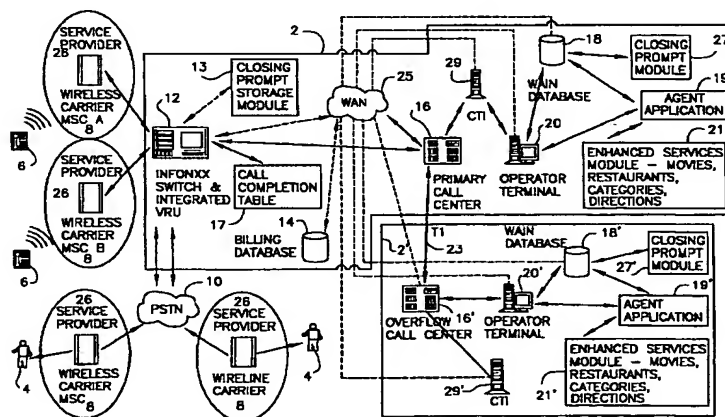 28
SERVICE
PROVIDER
WIRELESS
CARRIER
MSC A
8
6
26
SERVICE
PROVIDER
WIRELESS
CARRIER
MSC B
8
6
26
SERVICE
PROVIDER
WIRELESS
CARRIER
MSC
8
4
10
PSTN
26
SERVICE
PROVIDER
WIRELINE
CARRIER
8
4
2
12
INFONXX
SWITCH &
INTEGRATED
VRU
13
CLOSING
PROMPT
STORAGE
MODULE
CALL
COMPLETION
TABLE
17
14
BILLING
DATABASE
25
WAN
29
CTI
16
PRIMARY
CALL
CENTER
20
OPERATOR
TERMINAL
18
WAIN
DATABASE
CLOSING
PROMPT
MODULE
27
19
AGENT
APPLICATION
21
ENHANCED SERVICES
MODULE – MOVIES,
RESTAURANTS,
CATEGORIES,
DIRECTIONS
T1
23
2'
WAIN
DATABASE
18'
CLOSING
PROMPT
MODULE
27'
20'
16'
OVERFLOW
CALL CENTER
OPERATOR
TERMINAL
19'
AGENT
APPLICATION
29'
CTI
ENHANCED SERVICES
MODULE – MOVIES,
RESTAURANTS,
CATEGORIES,
DIRECTIONS
21'